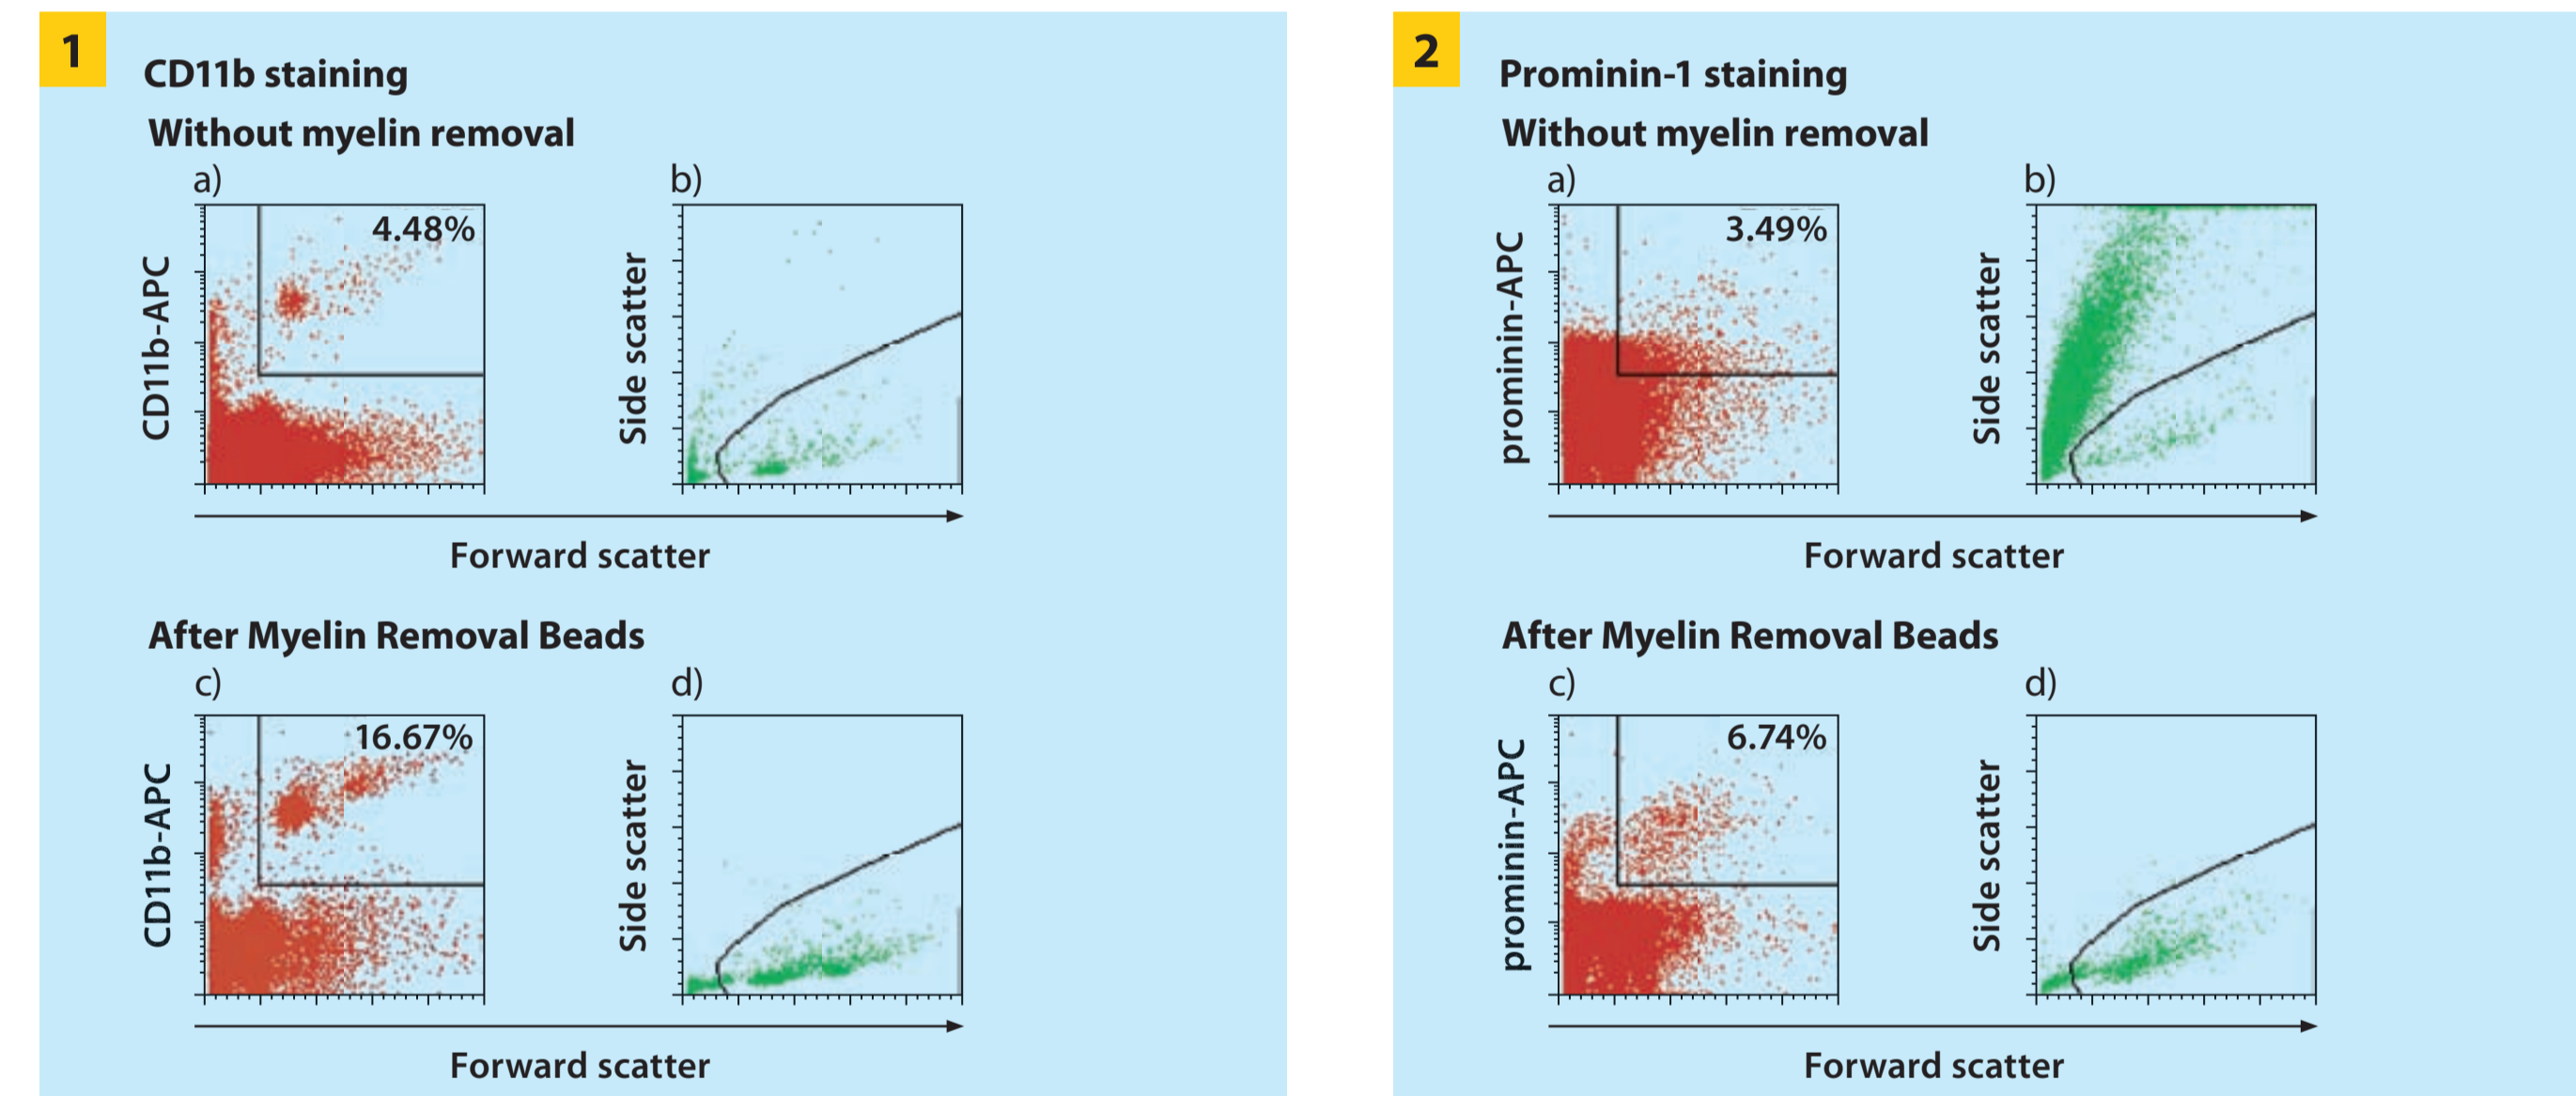 1
CD11b staining
Without myelin removal
a)
b)
4.48%
CD11b-APC
Side scatter
Forward scatter
After Myelin Removal Beads
c)
d)
16.67%
CD11b-APC
Side scatter
Forward scatter
2
Prominin-1 staining
Without myelin removal
a)
b)
3.49%
prominin-APC
Side scatter
Forward scatter
After Myelin Removal Beads
c)
d)
6.74%
prominin-APC
Side scatter
Forward scatter